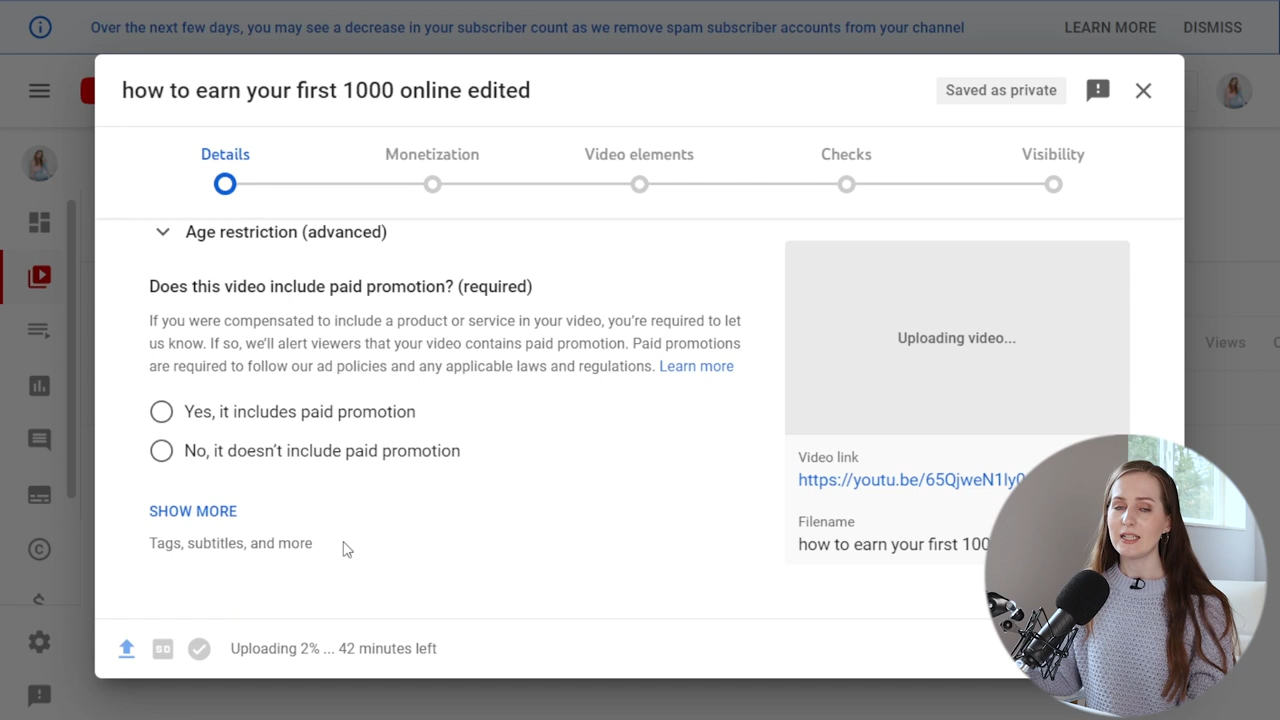 Over the next few days, you may see a decrease in your subscriber count as we remove spam subscriber accounts from your channel
LEARN MORE
DISMISS
how to earn your first 1000 online edited
Saved as private
Details
Monetization
Video elements
Checks
Visibility
Age restriction (advanced)
Does this video include paid promotion? (required)
If you were compensated to include a product or service in your video, you're required to let
us know. If so, we'll alert viewers that your video contains paid promotion. Paid promotions
are required to follow our ad policies and any applicable laws and regulations. Learn more
Yes, it includes paid promotion
No, it doesn't include paid promotion
SHOW MORE
Tags, subtitles, and more
Uploading video...
Video link
https://youtu.be/65QjweN1ly0
Filename
how to earn your first 100
Views
SD
Uploading 2% ... 42 minutes left